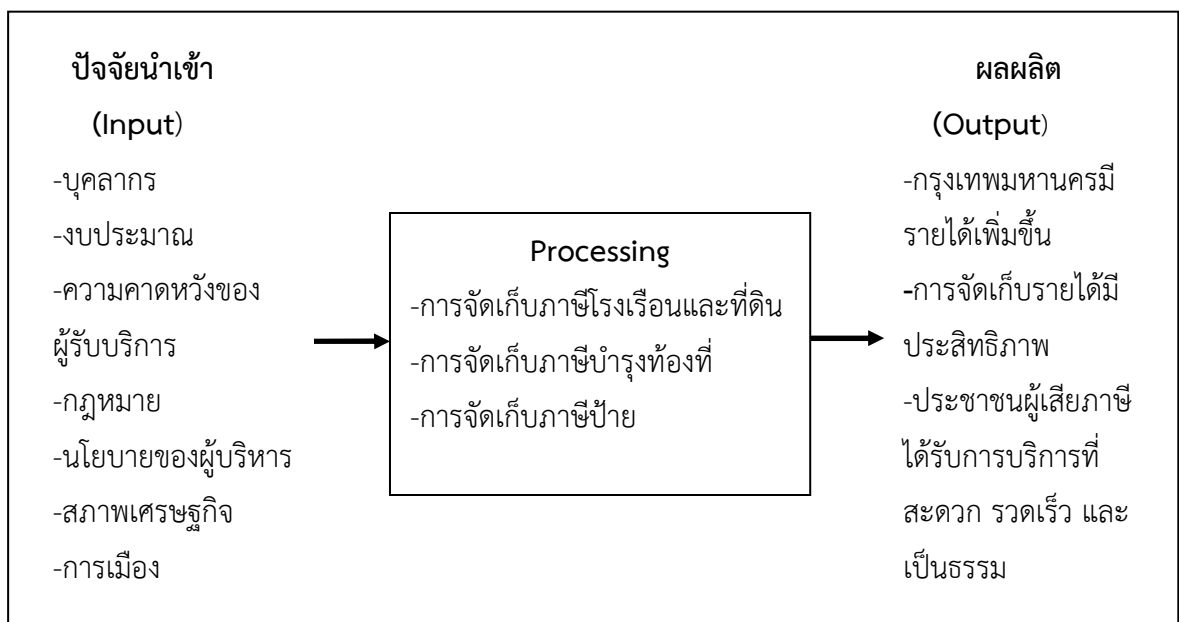 ปัจจัยนำเข้า
(Input)
-บุคลากร
-งบประมาณ
-ความคาดหวังของ
ผู้รับบริการ
-กฎหมาย
-นโยบายของผู้บริหาร
-สภาพเศรษฐกิจ
-การเมือง
Processing
-การจัดเก็บภาษีโรงเรือนและที่ดิน
-การจัดเก็บภาษีบำรุงท้องที่
-การจัดเก็บภาษีป้าย
ผลผลิต
(Output)
-กรุงเทพมหานครมี
รายได้เพิ่มขึ้น
-การจัดเก็บรายได้มี
ประสิทธิภาพ
-ประชาชนผู้เสียภาษี
ได้รับการบริการที่
สะดวก รวดเร็ว และ
เป็นธรรม